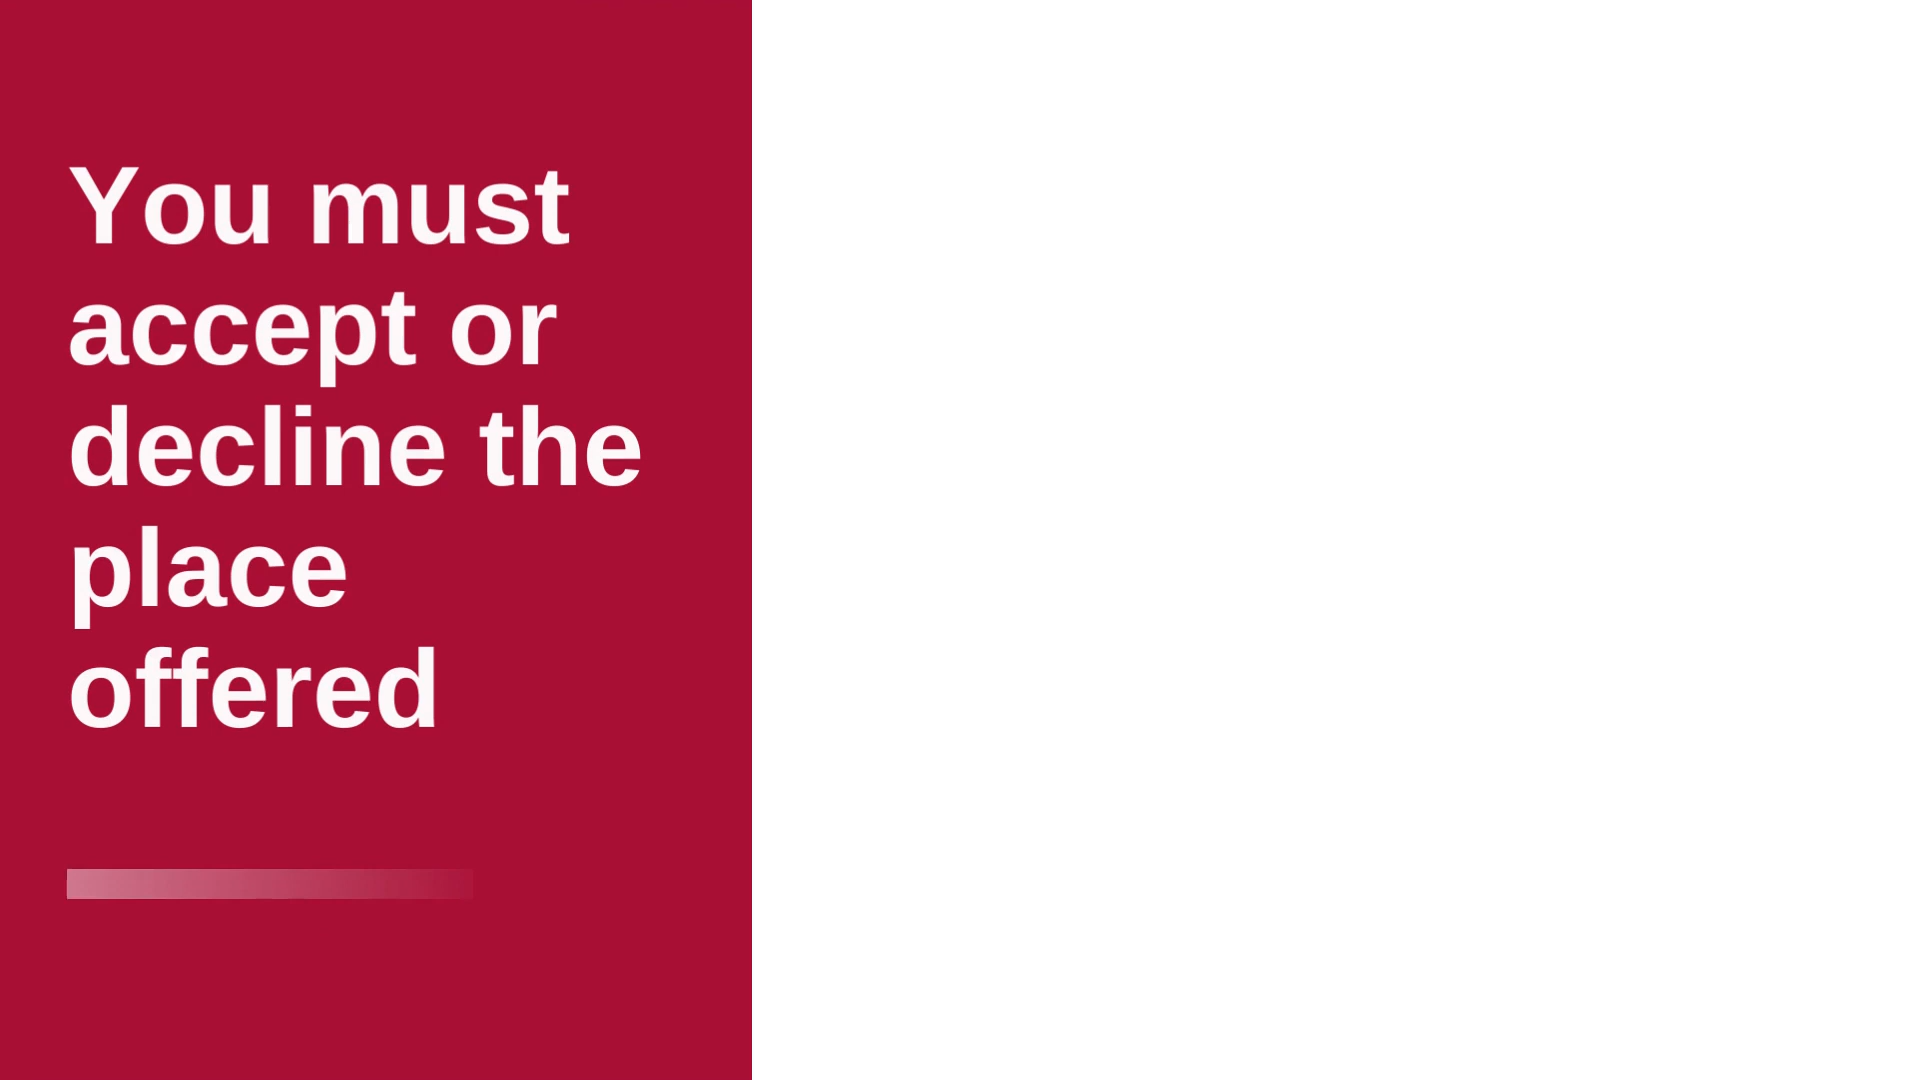 You must
accept or
decline the
place
offered